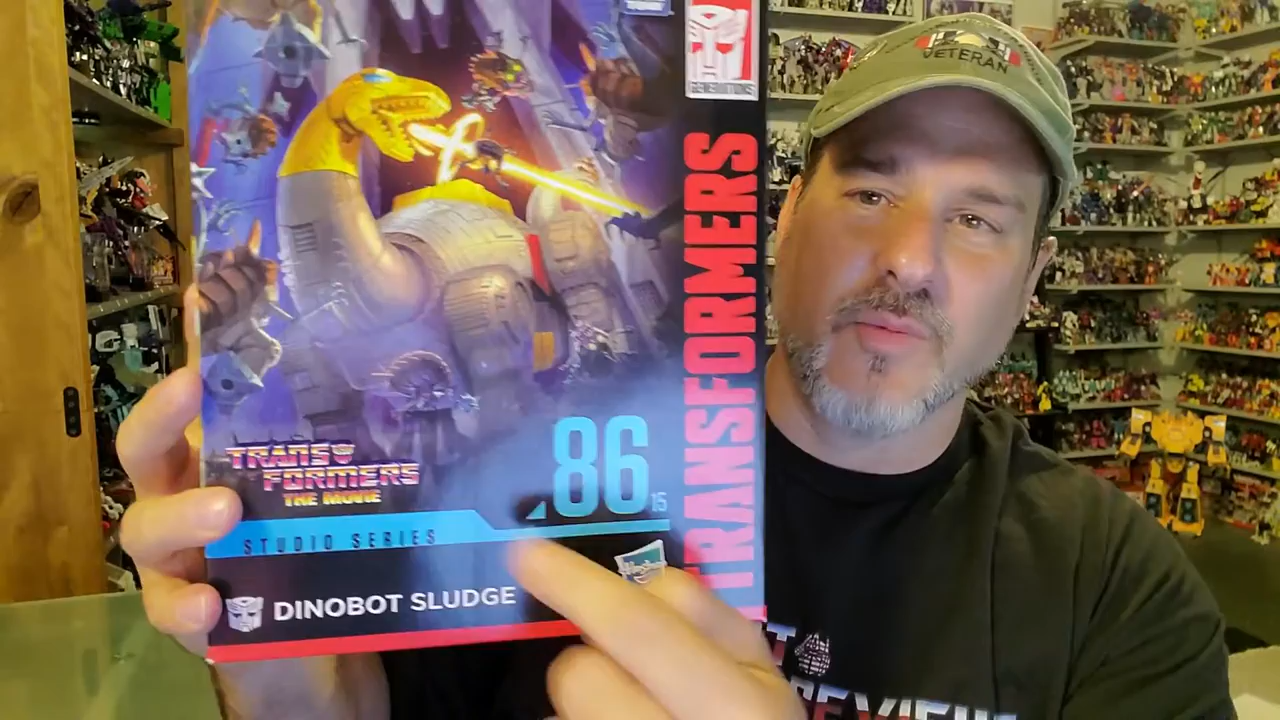 GENERATIONS
VETERAN
TRANSFORMERS
TRANSFORMERS
THE MOVIE
86
15
STUDIO SERIES
DINOBOT SLUDGE